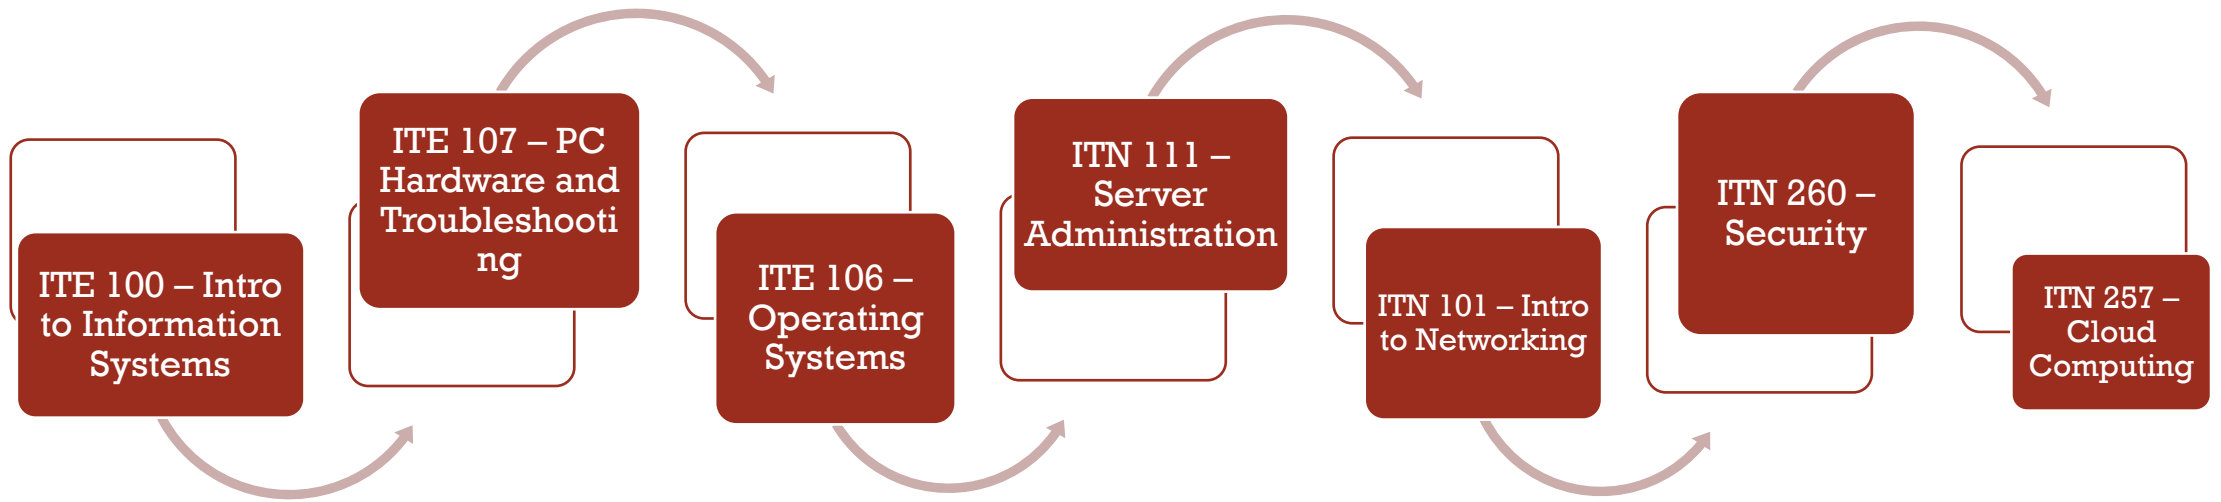 ITE 100 – Intro
to Information
Systems
ITE 107 – PC
Hardware and
Troubleshooti
ng
ITE 106 –
Operating
Systems
ITN 111 –
Server
Administration
ITN 101 – Intro
to Networking
ITN 260 –
Security
ITN 257 –
Cloud
Computing